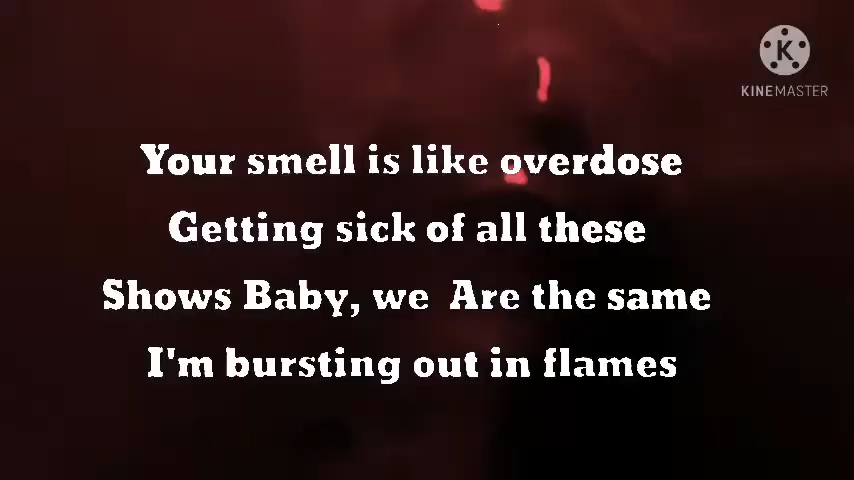 K
KINEMASTER
Your smell is like overdose
Getting sick of all these
Shows Baby, we  Are the same
I'm bursting out in flames